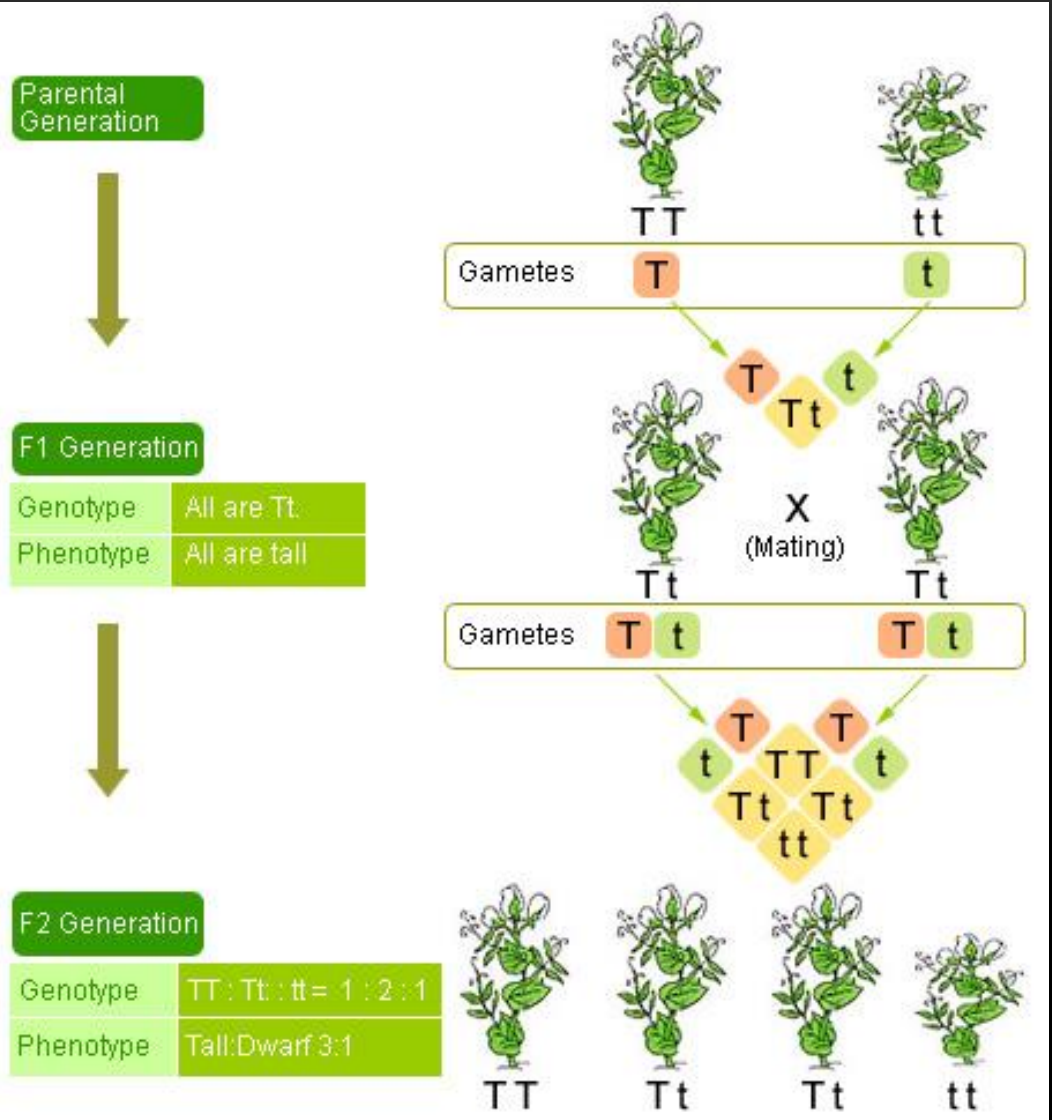 Parental
Generation
T T
t t
Gametes
T
t
T
t
T t
F1 Generation
Genotype
All are Tt.
Phenotype
All are tall
X
(Mating)
T t
T t
Gametes
T t
T t
T
T
t
T T
t
T t
T t
t t
F2 Generation
Genotype
TT : Tt : tt = 1 : 2 : 1
Phenotype
Tall:Dwarf 3:1
T T
T t
T t
t t